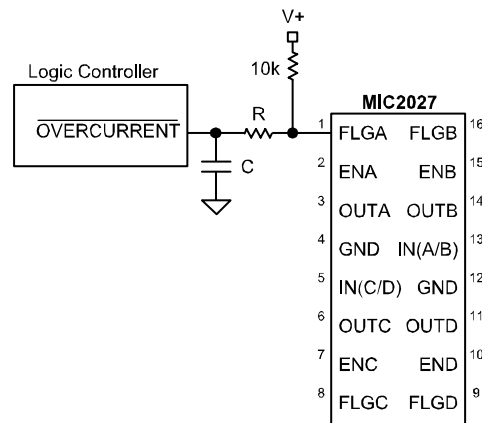 V+
10k
Logic Controller
OVERCURRENT
R
C
MIC2027
1 FLGA FLGB 16
2 ENA ENB 15
3 OUTA OUTB 14
4 GND IN(A/B) 13
5 IN(C/D) GND 12
6 OUTC OUTD 11
7 ENC END 10
8 FLGC FLGD 9